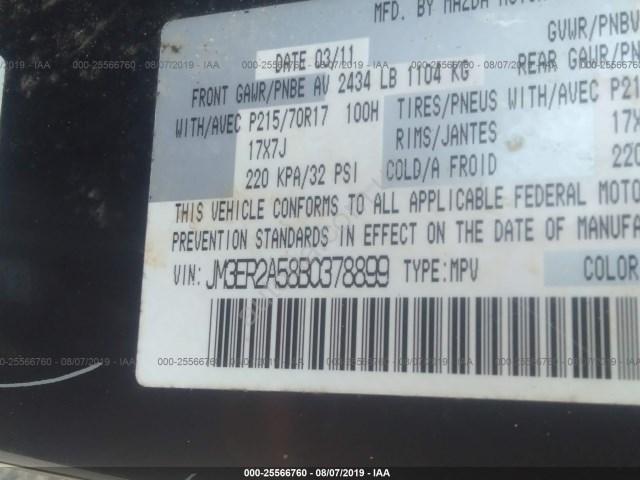 MFD. BY MAZDA MOTOR
DATE 03/11
GVWR/PNBV
FRONT GAWR/PNBE AV 2434 LB 1104 KG
REAR GAWR/PN
WITH/AVEC P215/70R17 100H
TIRES/PNEUS WITH/AVEC P21
17X7J
RIMS/JANTES
17X
220 KPA/32 PSI
COLD/A FROID
220
THIS VEHICLE CONFORMS TO ALL APPLICABLE FEDERAL MOTO
PREVENTION STANDARDS IN EFFECT ON THE DATE OF MANUFA
VIN: JM3ER2A58B0378899 TYPE:MPV
COLOR
000-25566760 - 08/07/2019 - IAA